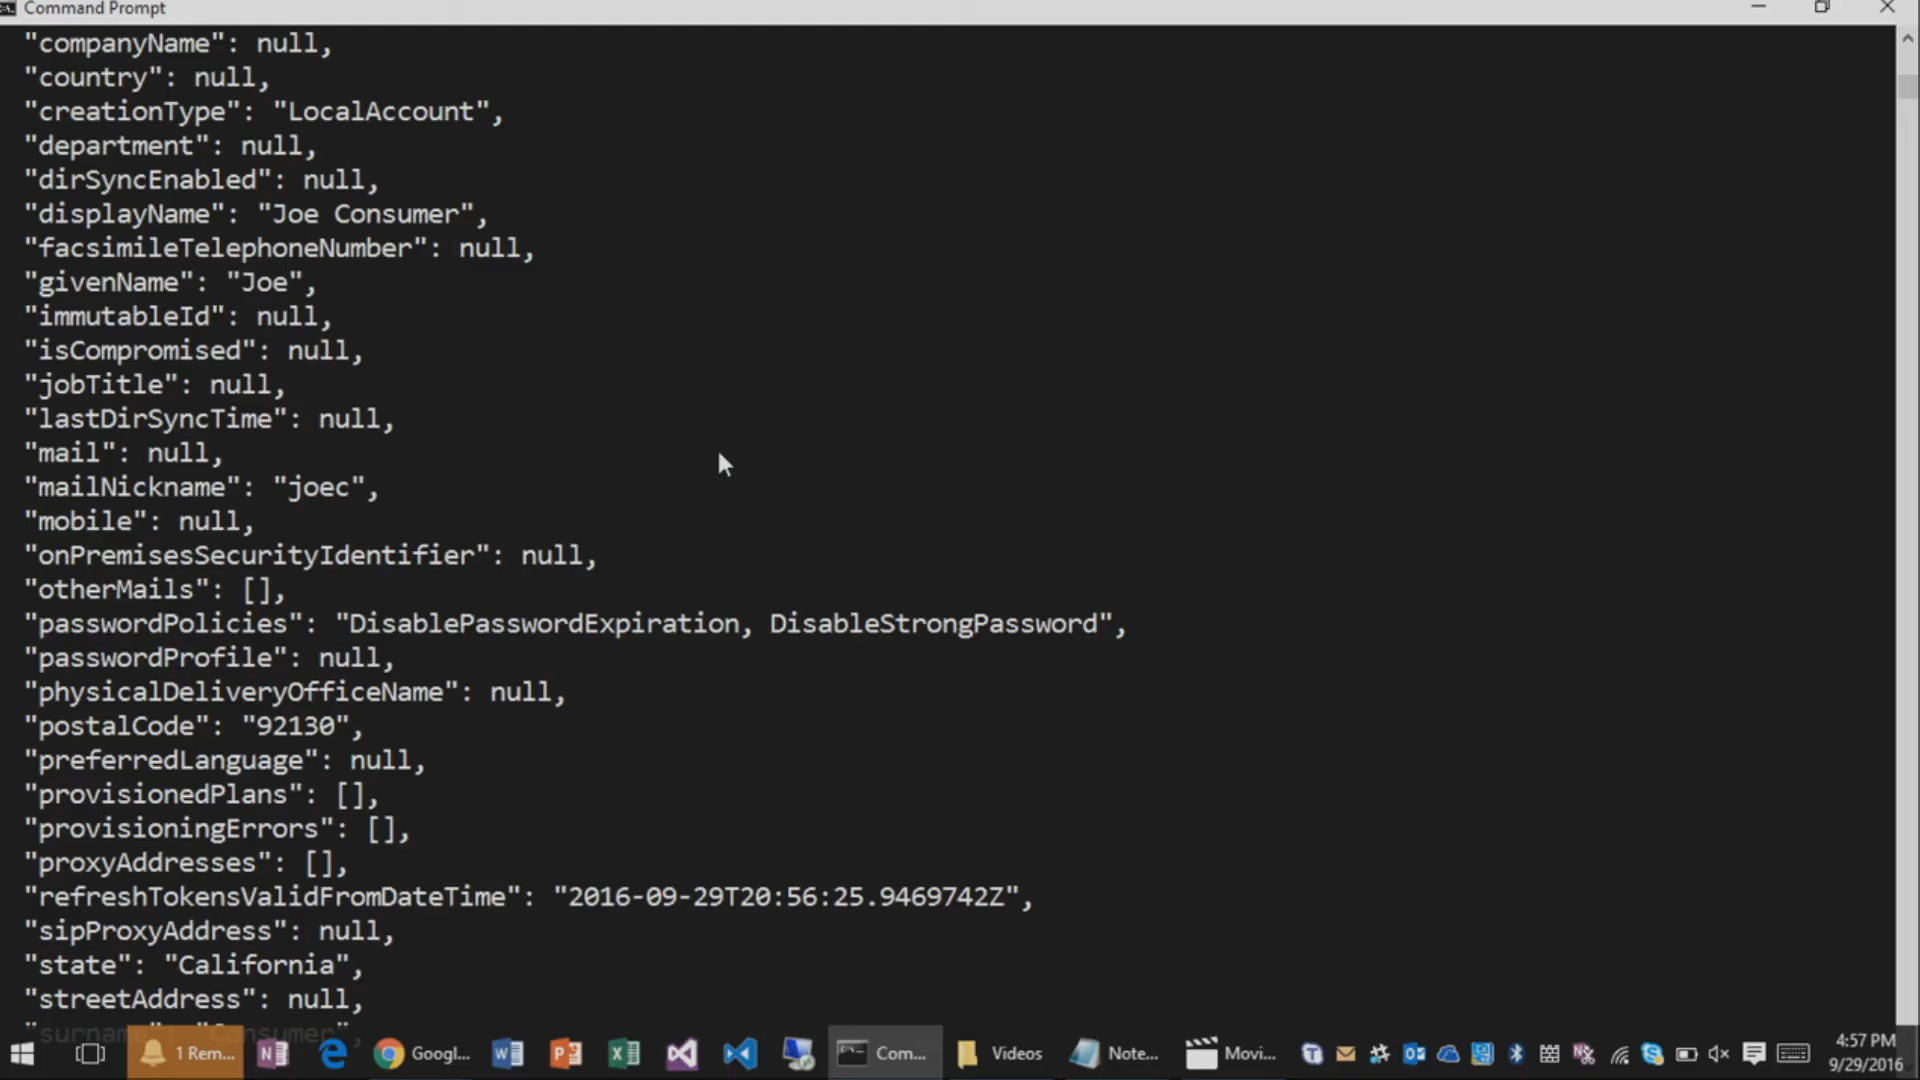 Command Prompt
"companyName": null,
"country": null,
"creationType": "LocalAccount",
"department": null,
"dirSyncEnabled": null,
"displayName": "Joe Consumer",
"facsimileTelephoneNumber": null,
"givenName": "Joe",
"immutableId": null,
"isCompromised": null,
"jobTitle": null,
"lastDirSyncTime": null,
"mail": null,
"mailNickname": "joec",
"mobile": null,
"onPremisesSecurityIdentifier": null,
"otherMails": [],
"passwordPolicies": "DisablePasswordExpiration, DisableStrongPassword",
"passwordProfile": null,
"physicalDeliveryOfficeName": null,
"postalCode": "92130",
"preferredLanguage": null,
"provisionedPlans": [],
"provisioningErrors": [],
"proxyAddresses": [],
"refreshTokensValidFromDateTime": "2016-09-29T20:56:25.9469742Z",
"sipProxyAddress": null,
"state": "California",
"streetAddress": null,
"surname": "Consumer",
1 Rem... Googl... Com... Videos Note... Movi... 4:57 PM
9/29/2016